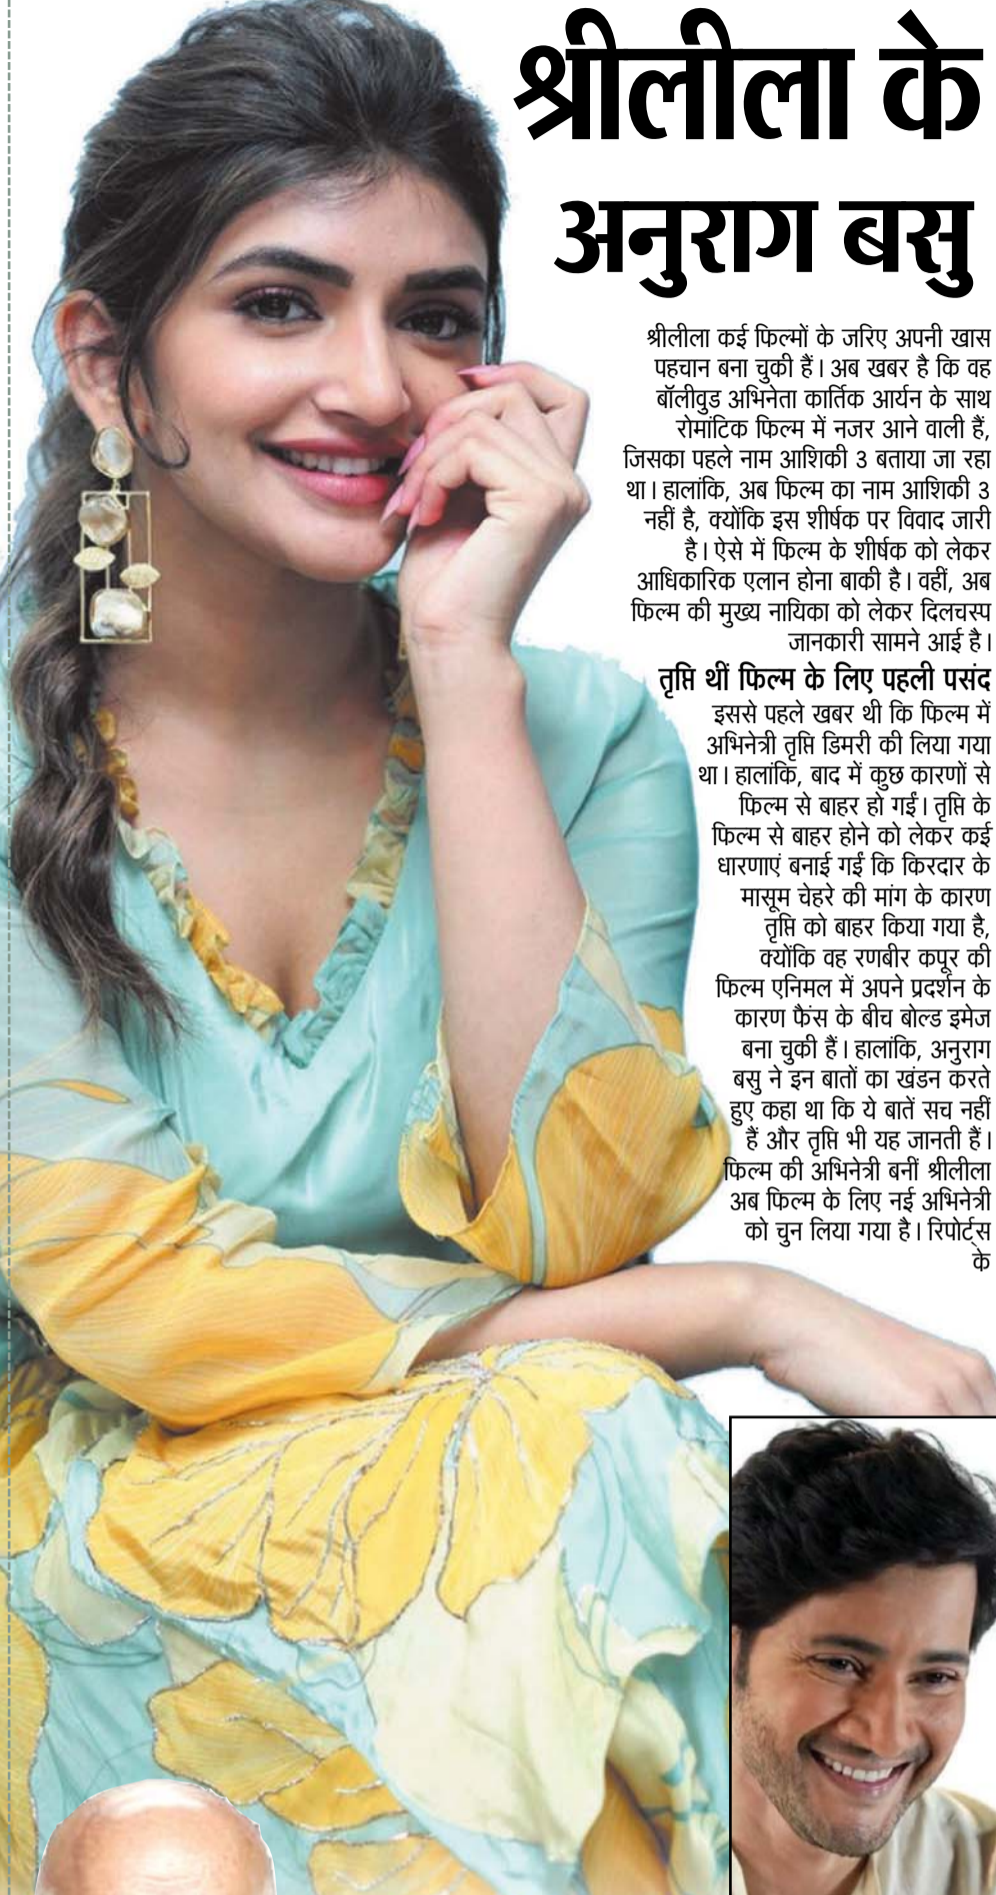 श्रीलीला के
अनुराग बसु
श्रीलीला कई फिल्मों के जरिए अपनी खास
पहचान बना चुकी हैं। अब खबर है कि वह
बॉलीवुड अभिनेता कार्तिक आर्यन के साथ
रोमांटिक फिल्म में नजर आने वाली हैं,
जिसका पहले नाम आशिकी 3 बताया जा रहा
था। हालांकि, अब फिल्म का नाम आशिकी 3
नहीं है, क्योंकि इस शीर्षक पर विवाद जारी
है। ऐसे में फिल्म के शीर्षक को लेकर
आधिकारिक एलान होना बाकी है। वहीं, अब
फिल्म की मुख्य नायिका को लेकर दिलचस्प
जानकारी सामने आई है।
तृप्ति थीं फिल्म के लिए पहली पसंद
इससे पहले खबर थी कि फिल्म में
अभिनेत्री तृप्ति डिमरी की लिया गया
था। हालांकि, बाद में कुछ कारणों से
फिल्म से बाहर हो गईं। तृप्ति के
फिल्म से बाहर होने को लेकर कई
धारणाएं बनाई गईं कि किरदार के
मासूम चेहरे की मांग के कारण
तृप्ति को बाहर किया गया है,
क्योंकि वह रणबीर कपूर की
फिल्म एनिमल में अपने प्रदर्शन के
कारण फैंस के बीच बोल्ड इमेज
बना चुकी हैं। हालांकि, अनुराग
बसु ने इन बातों का खंडन करते
हुए कहा था कि ये बातें सच नहीं
हैं और तृप्ति भी यह जानती हैं।
फिल्म की अभिनेत्री बनीं श्रीलीला
अब फिल्म के लिए नई अभिनेत्री
को चुन लिया गया है। रिपोर्ट्स
के